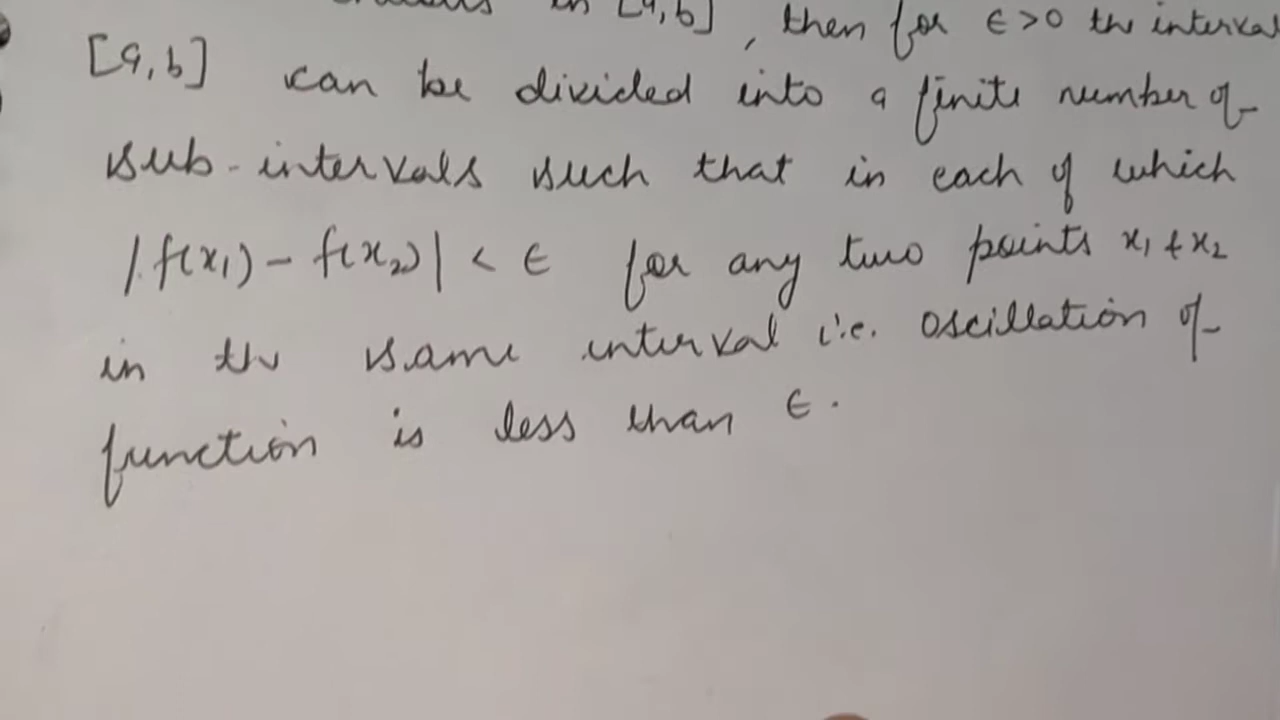 in [a,b], then for ε>0 the interval
[a,b] can be divided into a finite number of
sub-intervals such that in each of which
|f(x₁) - f(x₂)| < ε for any two points x₁ & x₂
in the same interval i.e. oscillation of
function is less than ε.